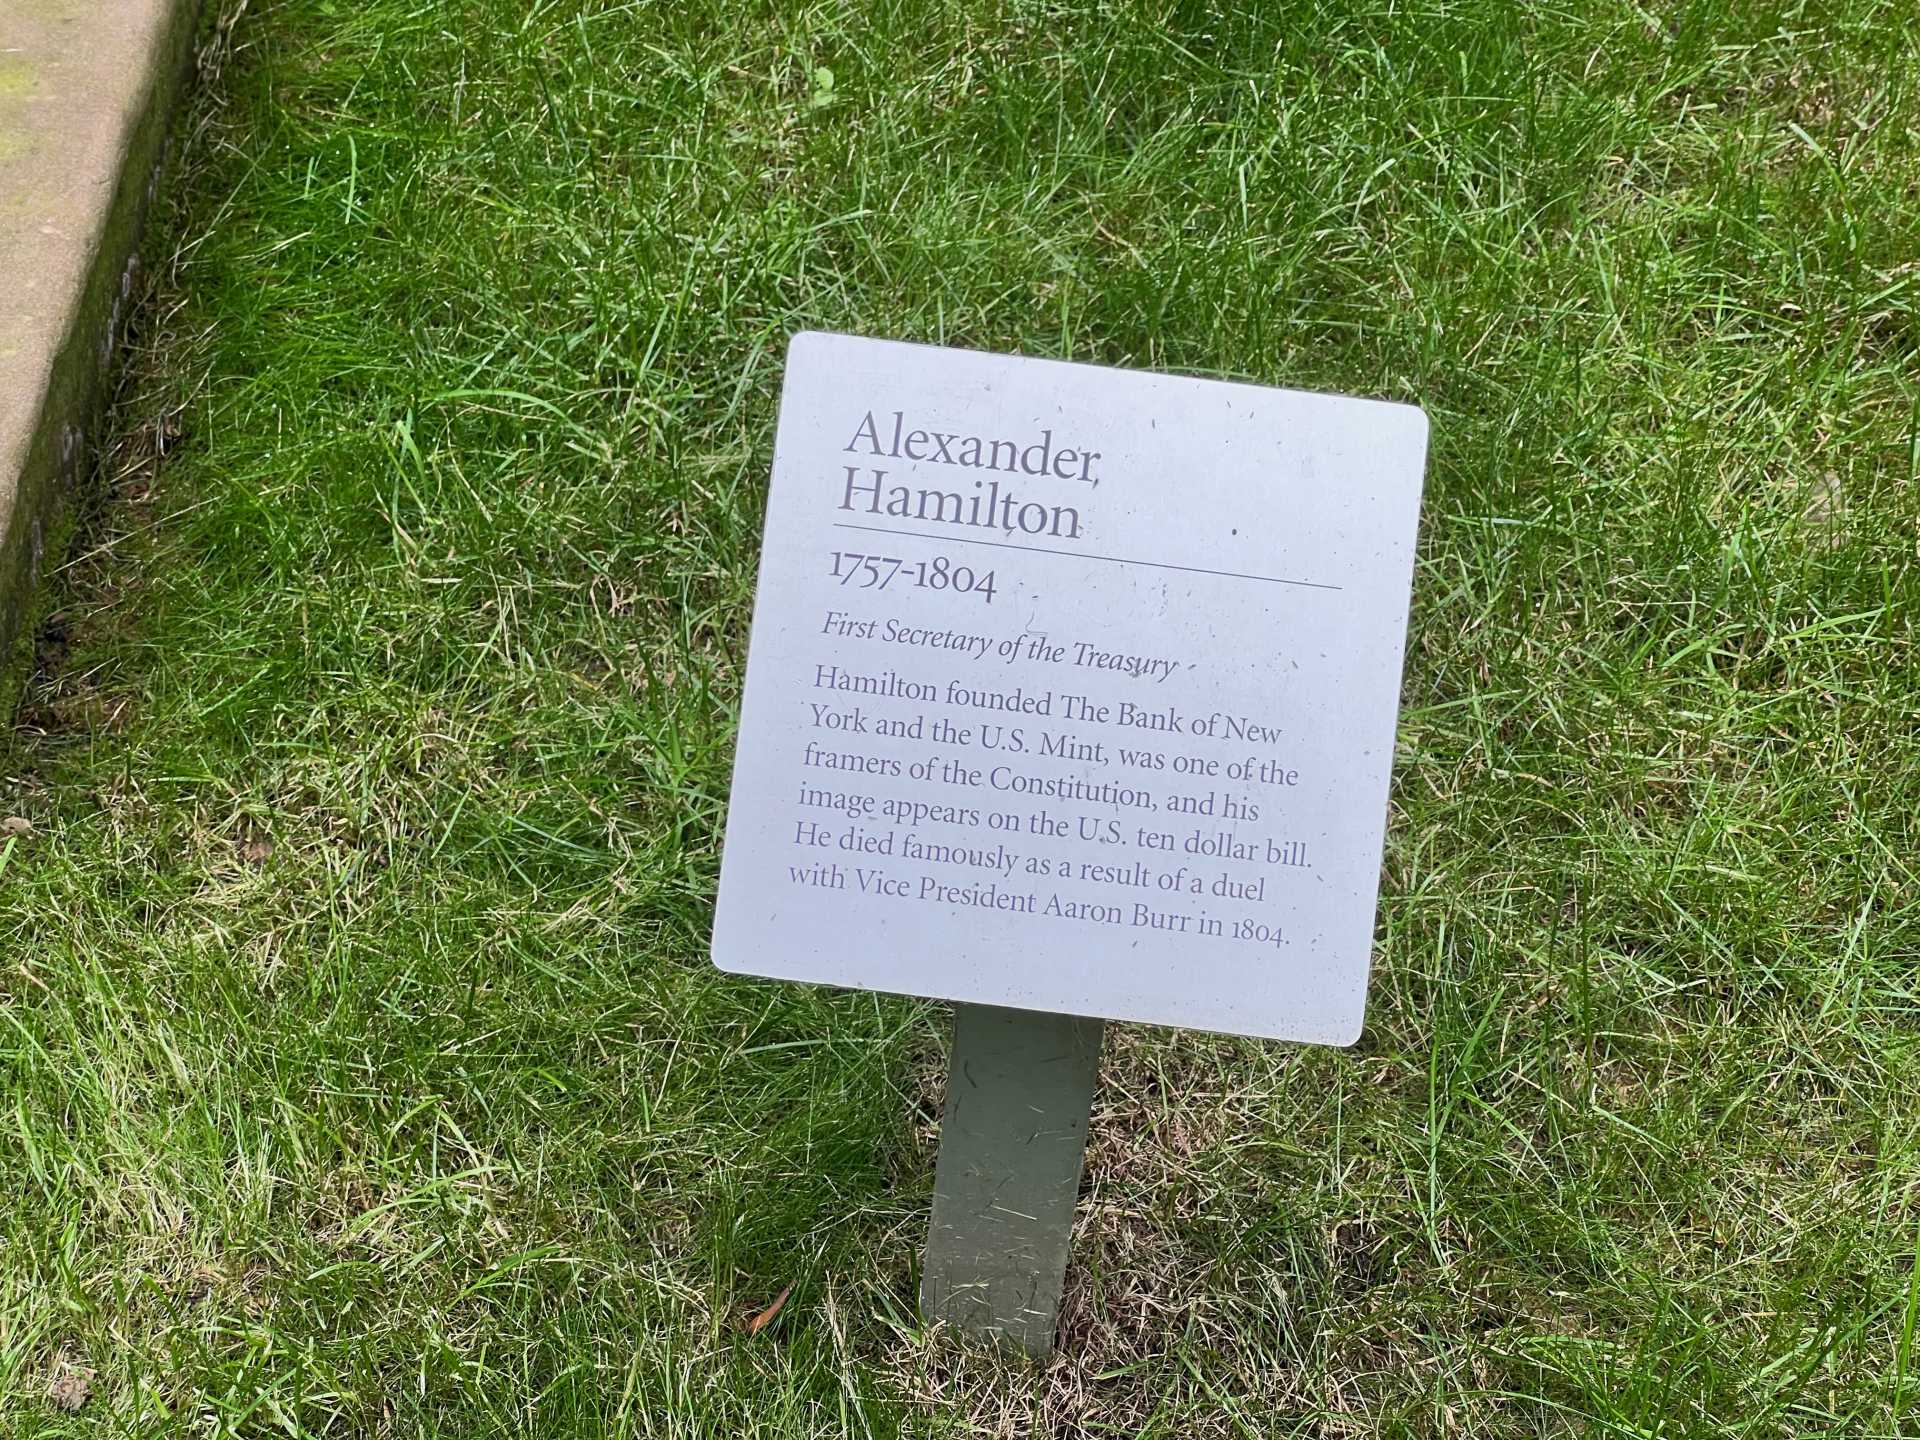 Alexander
Hamilton
1757-1804
First Secretary of the Treasury
Hamilton founded The Bank of New
York and the U.S. Mint, was one of the
framers of the Constitution, and his
image appears on the U.S. ten dollar bill.
He died famously as a result of a duel
with Vice President Aaron Burr in 1804.